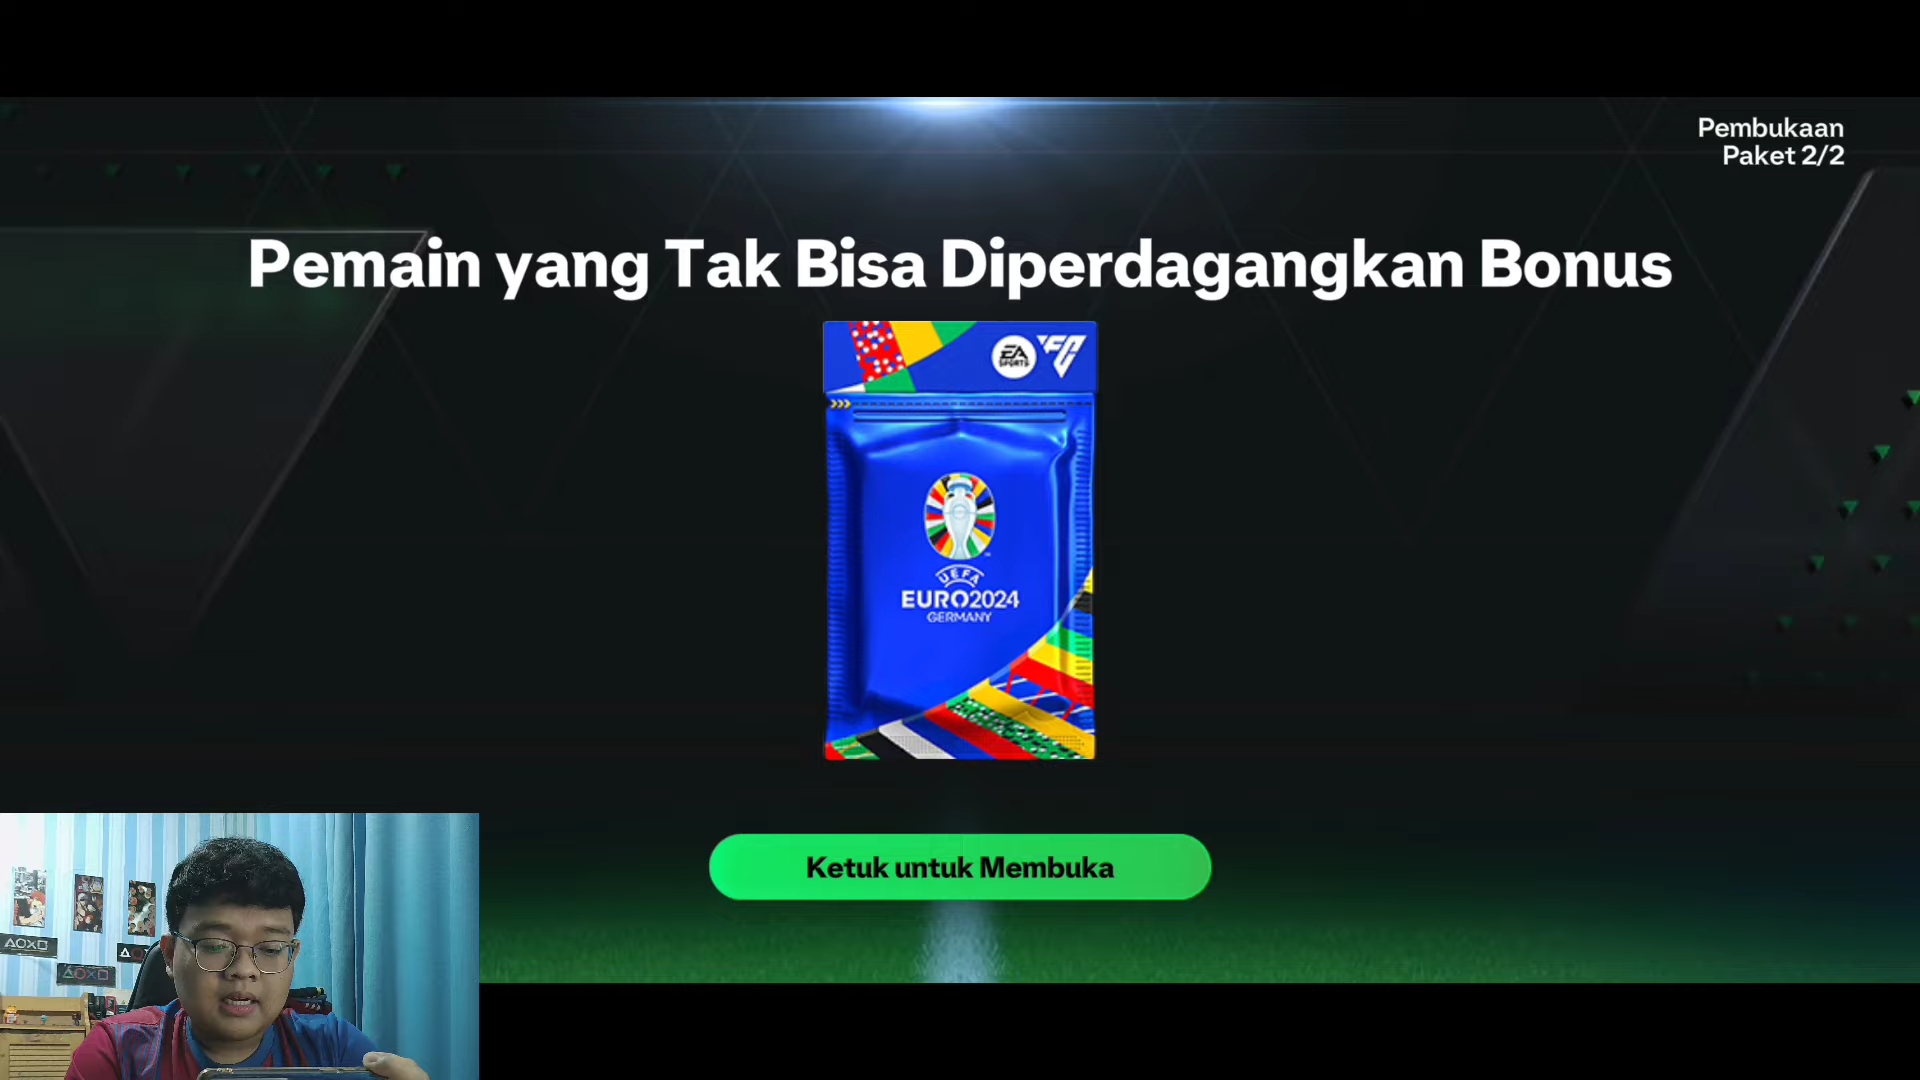 Pembukaan
Paket 2/2
Pemain yang Tak Bisa Diperdagangkan Bonus
EA
SPORTS
FC
UEFA
EURO2024
GERMANY
Ketuk untuk Membuka